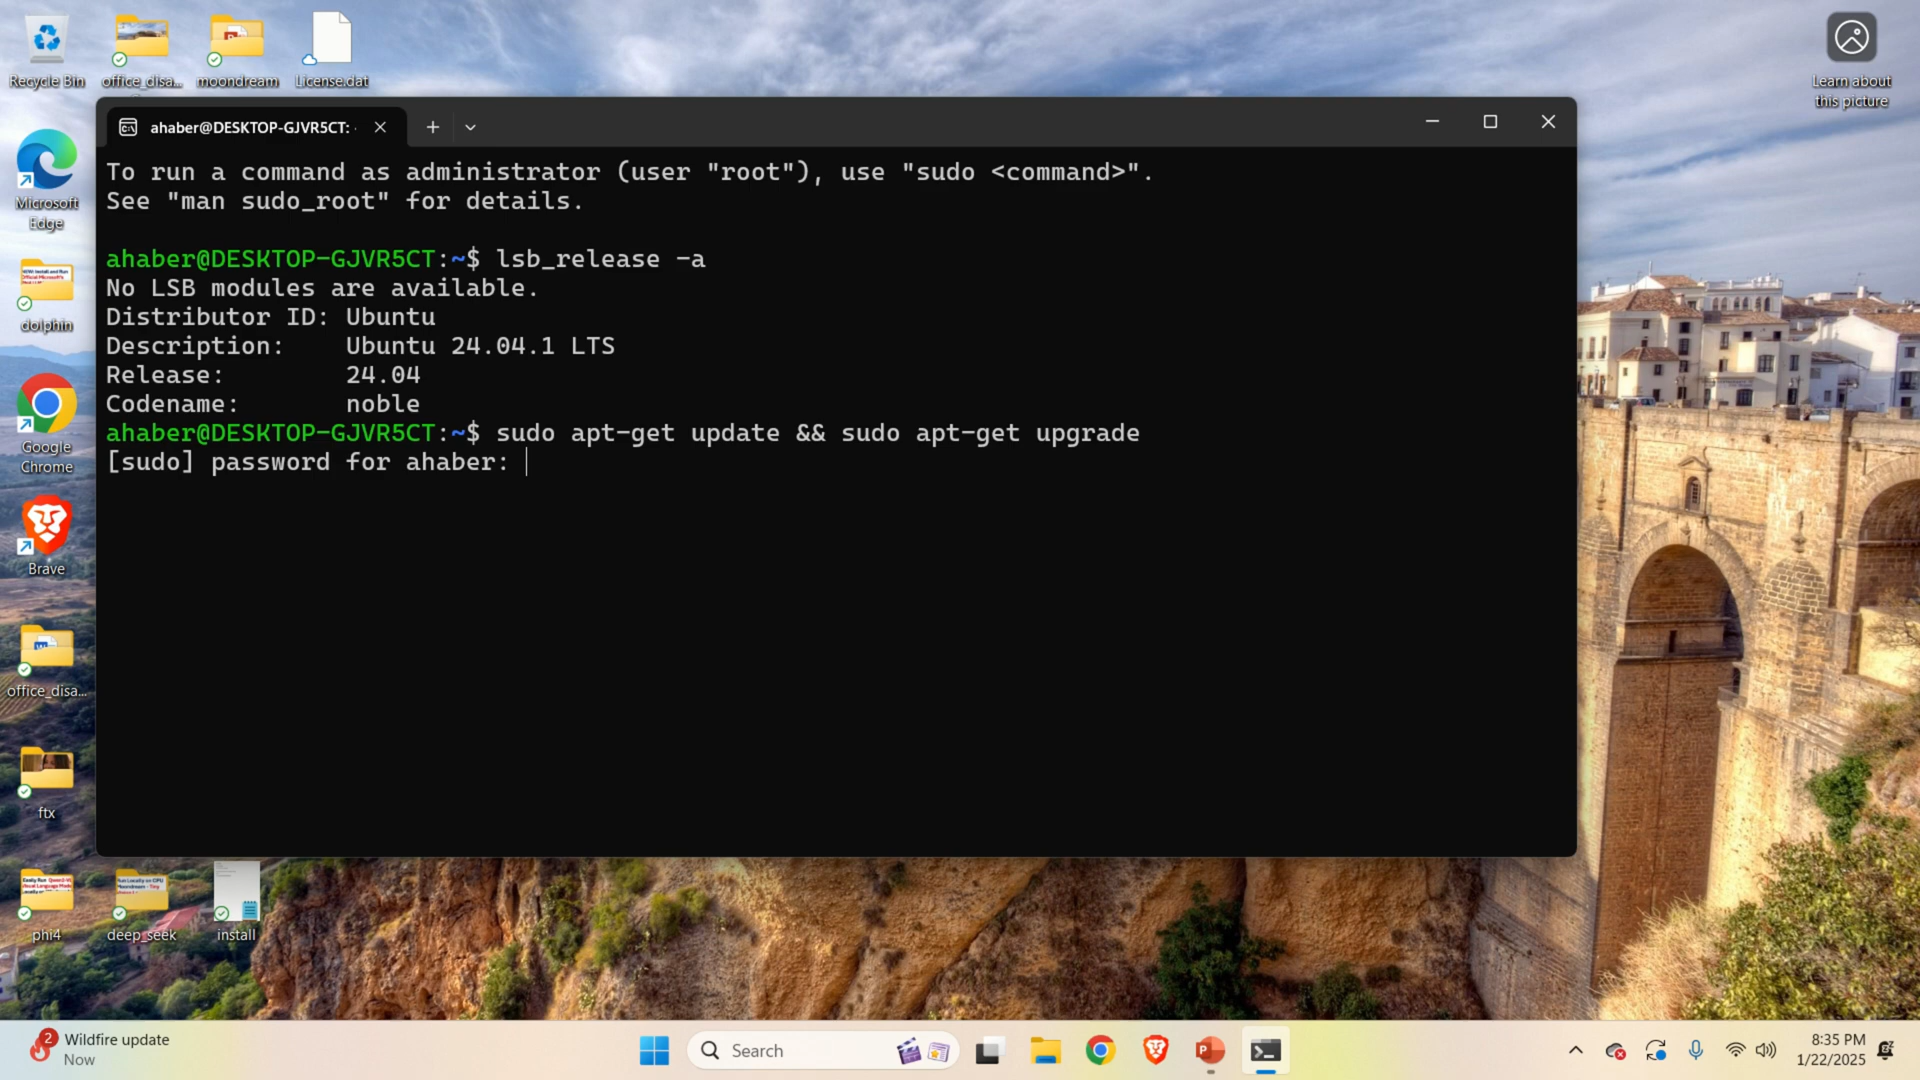 Recycle Bin
office_disa...
moondream
License.dat
Learn about
this picture
ahaber@DESKTOP-GJVR5CT: 
To run a command as administrator (user "root"), use "sudo <command>".
See "man sudo_root" for details.
ahaber@DESKTOP-GJVR5CT:~$ lsb_release -a
No LSB modules are available.
Distributor ID: Ubuntu
Description:    Ubuntu 24.04.1 LTS
Release:        24.04
Codename:       noble
ahaber@DESKTOP-GJVR5CT:~$ sudo apt-get update && sudo apt-get upgrade
[sudo] password for ahaber:
Microsoft
Edge
dolphin
Google
Chrome
Brave
office_disa...
ftx
phi4
deep_seek
install
2
Wildfire update
Now
Search
8:35 PM
1/22/2025